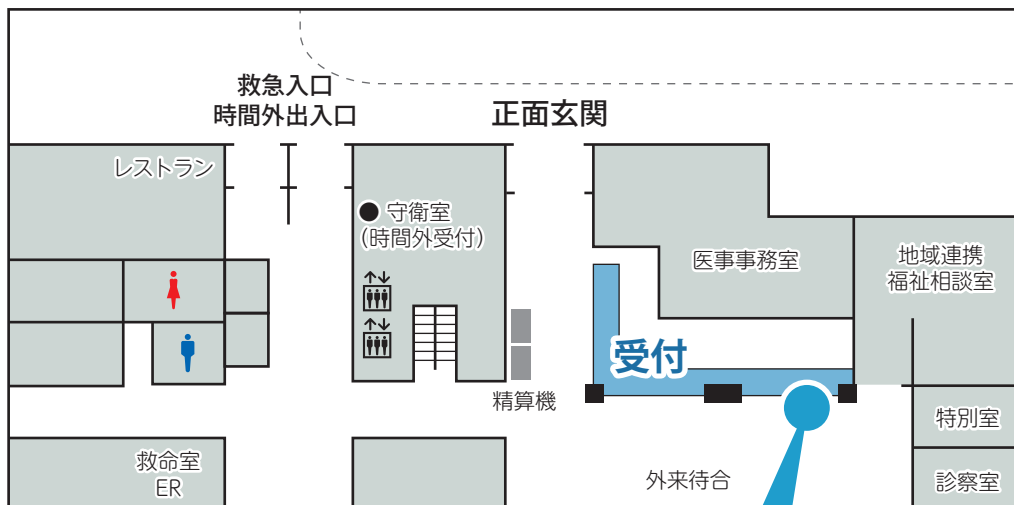 救急入口
時間外出入口
正面玄関
レストラン
守衛室
(時間外受付)
医事事務室
地域連携
福祉相談室
受付
精算機
特別室
救命室
ER
外来待合
診察室